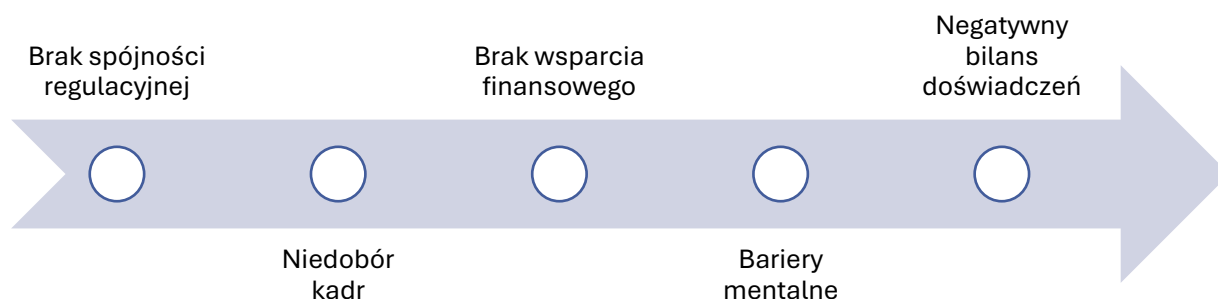 Brak spójności
regulacyjnej
Niedobór
kadr
Brak wsparcia
finansowego
Bariery
mentalne
Negatywny
bilans
doświadczeń